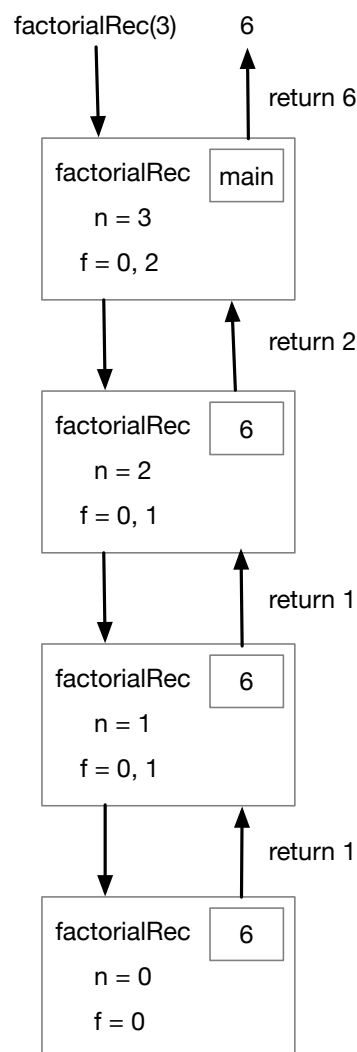 factorialRec(3)
6
return 6
factorialRec
main
n = 3
f = 0, 2
return 2
factorialRec
6
n = 2
f = 0, 1
return 1
factorialRec
6
n = 1
f = 0, 1
return 1
factorialRec
6
n = 0
f = 0